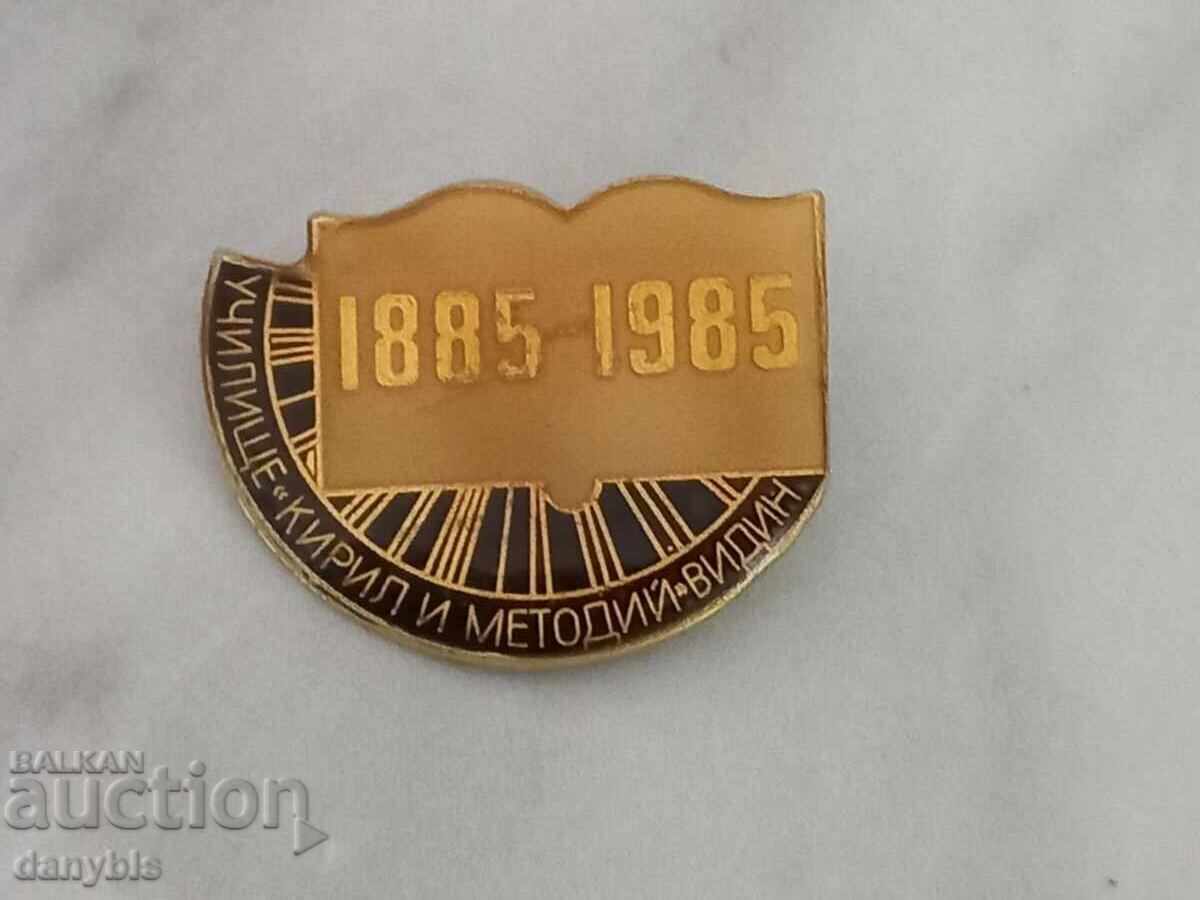 1885-1985
УЧИЛИЩЕ "КИРИЛ И МЕТОДИЙ" ВИДИН
BALKAN
auction
danybls